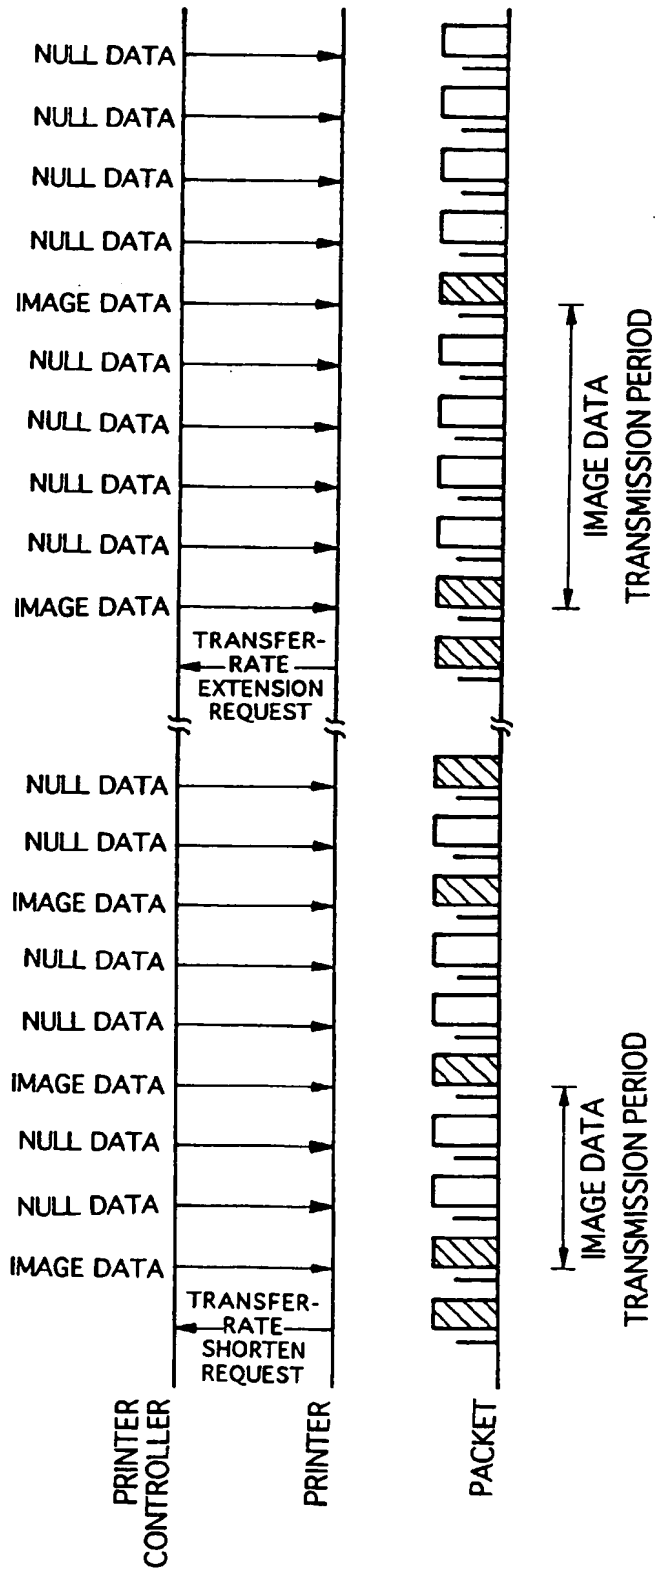 NULL DATA
NULL DATA
NULL DATA
NULL DATA
IMAGE DATA
NULL DATA
NULL DATA
NULL DATA
NULL DATA
IMAGE DATA
TRANSFER-
RATE
EXTENSION
REQUEST
IMAGE DATA
TRANSMISSION PERIOD
NULL DATA
NULL DATA
IMAGE DATA
NULL DATA
NULL DATA
IMAGE DATA
NULL DATA
NULL DATA
IMAGE DATA
TRANSFER-
RATE
SHORTEN
REQUEST
IMAGE DATA
TRANSMISSION PERIOD
PRINTER
CONTROLLER
PRINTER
PACKET